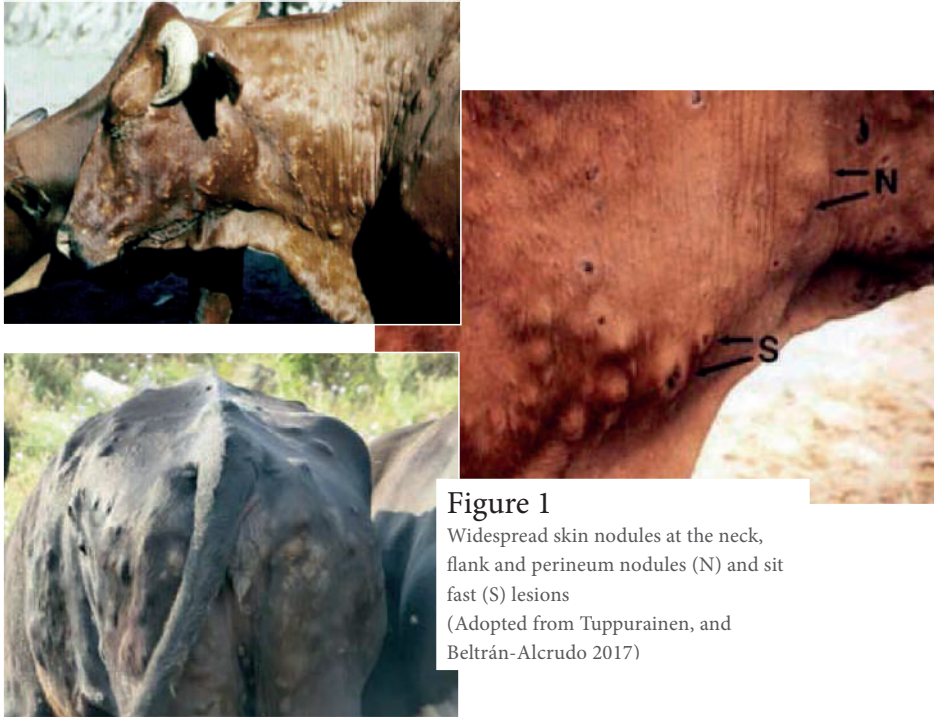 N
S
Figure 1
Widespread skin nodules at the neck,
flank and perineum nodules (N) and sit
fast (S) lesions
(Adopted from Tuppurainen, and
Beltrán-Alcrudo 2017)